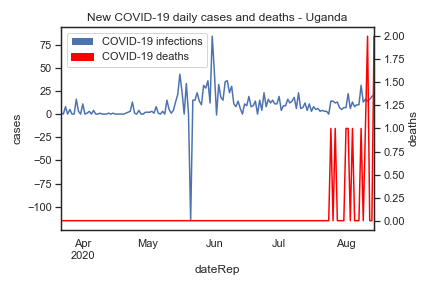 New COVID-19 daily cases and deaths - Uganda
COVID-19 infections
COVID-19 deaths
75
50
25
0
−25
−50
−75
−100
cases
2.00
1.75
1.50
1.25
1.00
0.75
0.50
0.25
0.00
deaths
Apr May Jun Jul Aug
2020
dateRep